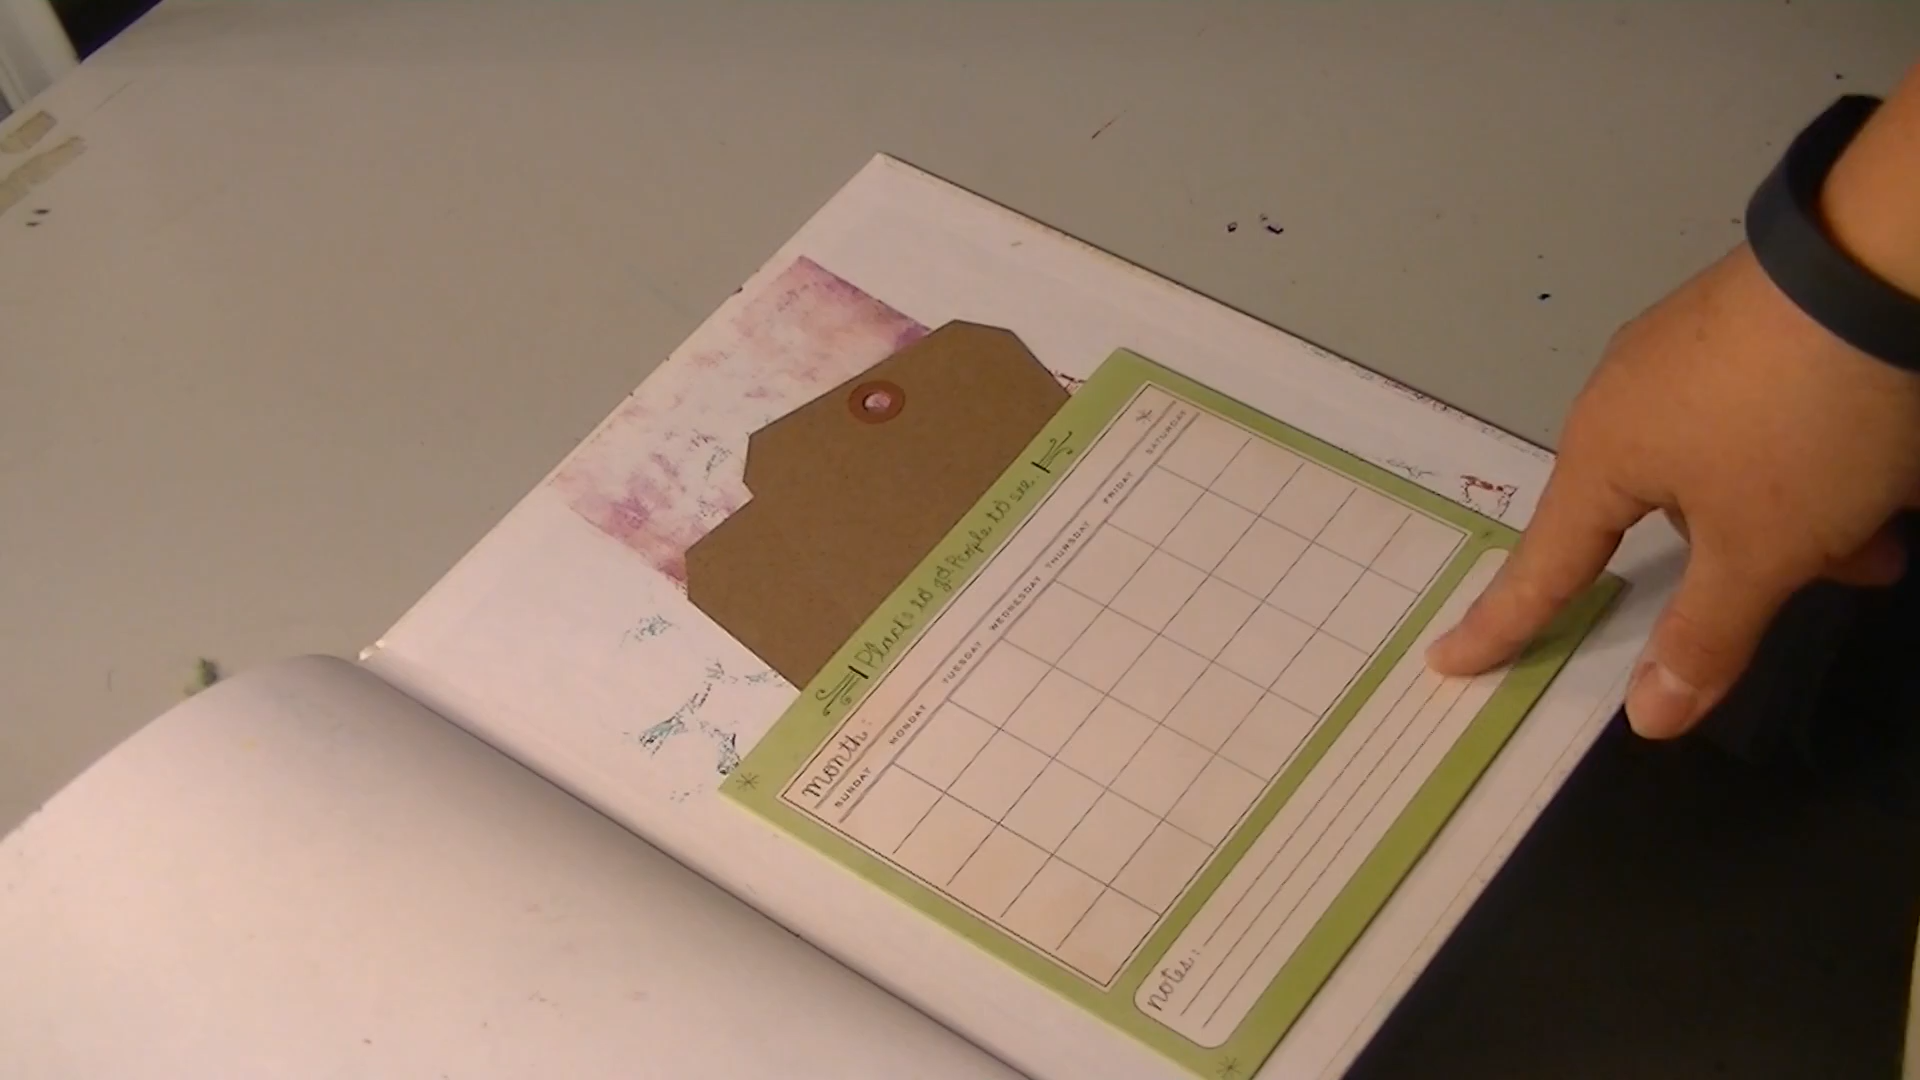 Places to go, People to see.
month:
SUNDAY MONDAY TUESDAY WEDNESDAY THURSDAY FRIDAY SATURDAY
notes: